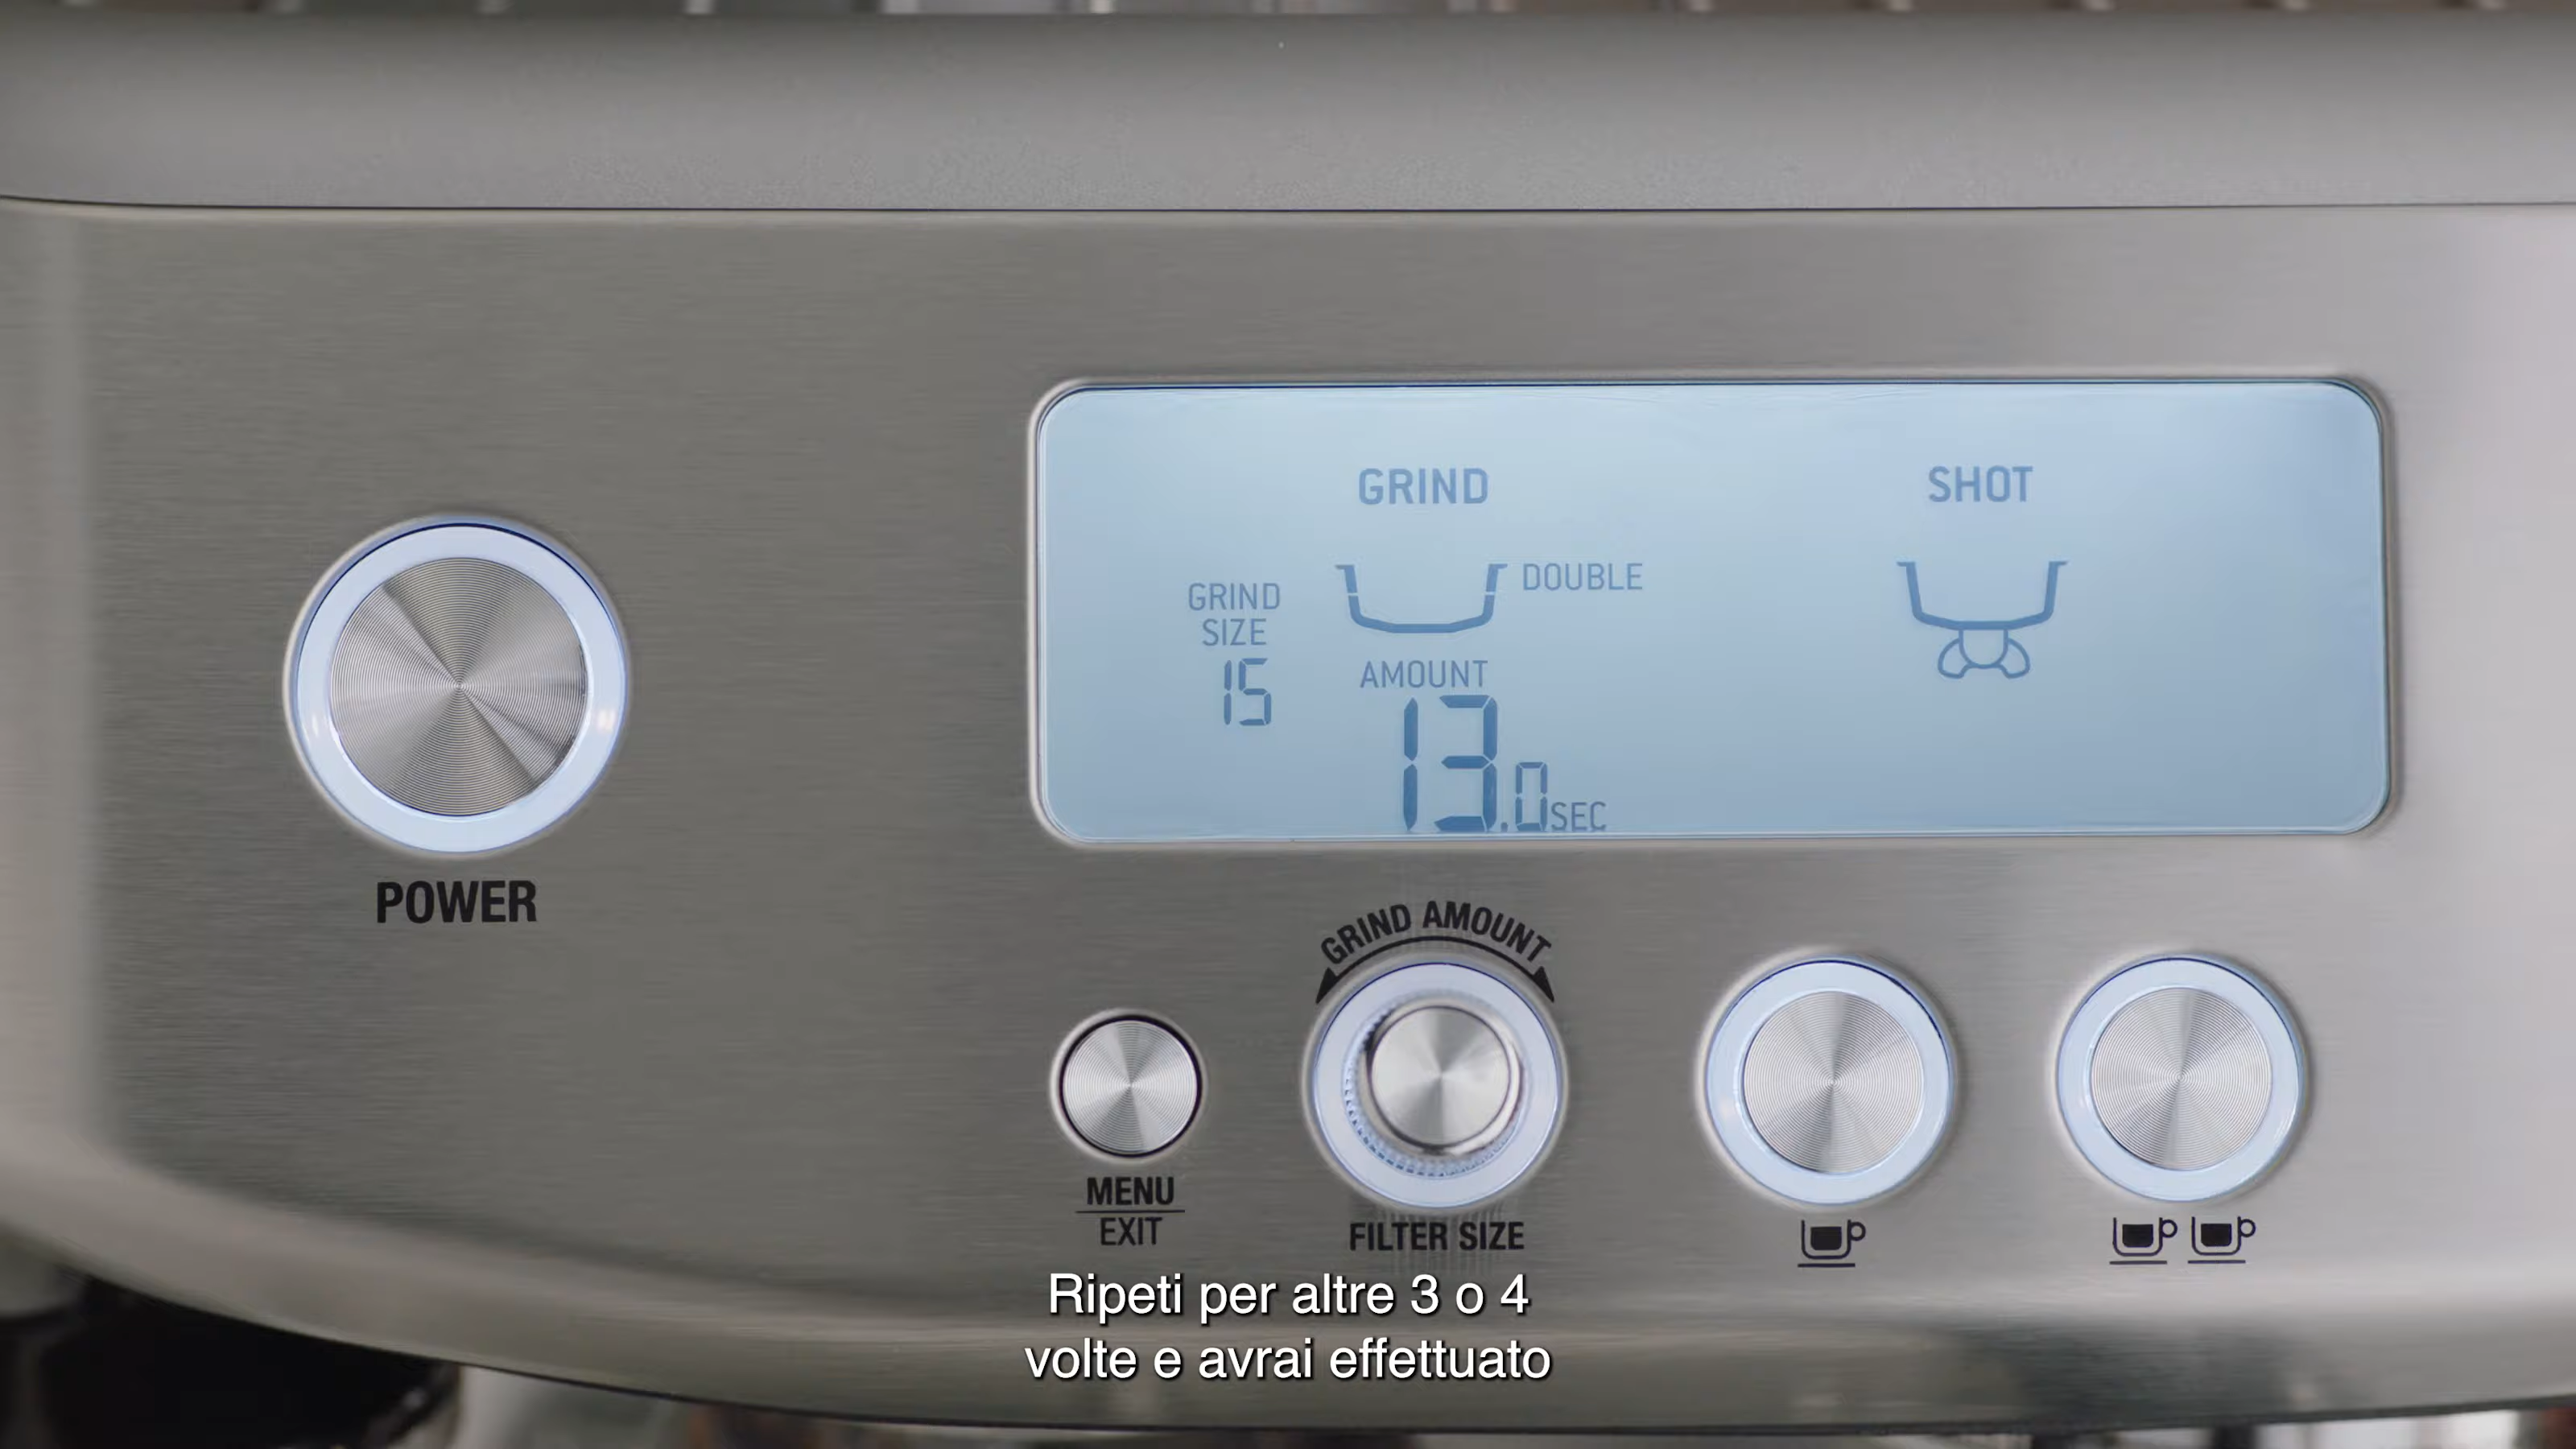 GRIND
SHOT
DOUBLE
GRIND
SIZE
15
AMOUNT
13.0SEC
POWER
GRIND AMOUNT
MENU
EXIT
FILTER SIZE
Ripeti per altre 3 o 4
volte e avrai effettuato